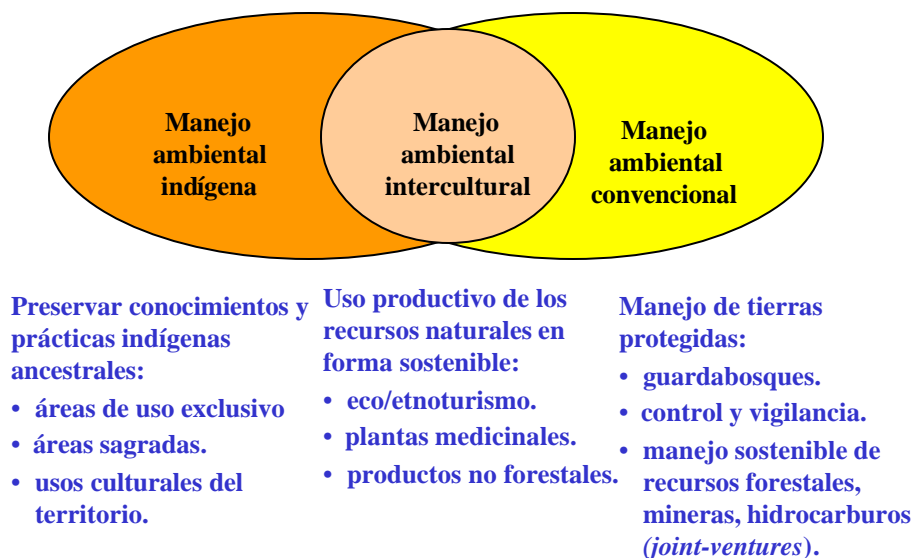 Manejo
ambiental
indígena
Manejo
ambiental
intercultural
Manejo
ambiental
convencional
Preservar conocimientos y
prácticas indígenas
ancestrales:
• áreas de uso exclusivo
• áreas sagradas.
• usos culturales del
territorio.
Uso productivo de los
recursos naturales en
forma sostenible:
• eco/etnoturismo.
• plantas medicinales.
• productos no forestales.
Manejo de tierras
protegidas:
• guardabosques.
• control y vigilancia.
• manejo sostenible de
recursos forestales,
mineras, hidrocarburos
(joint-ventures).